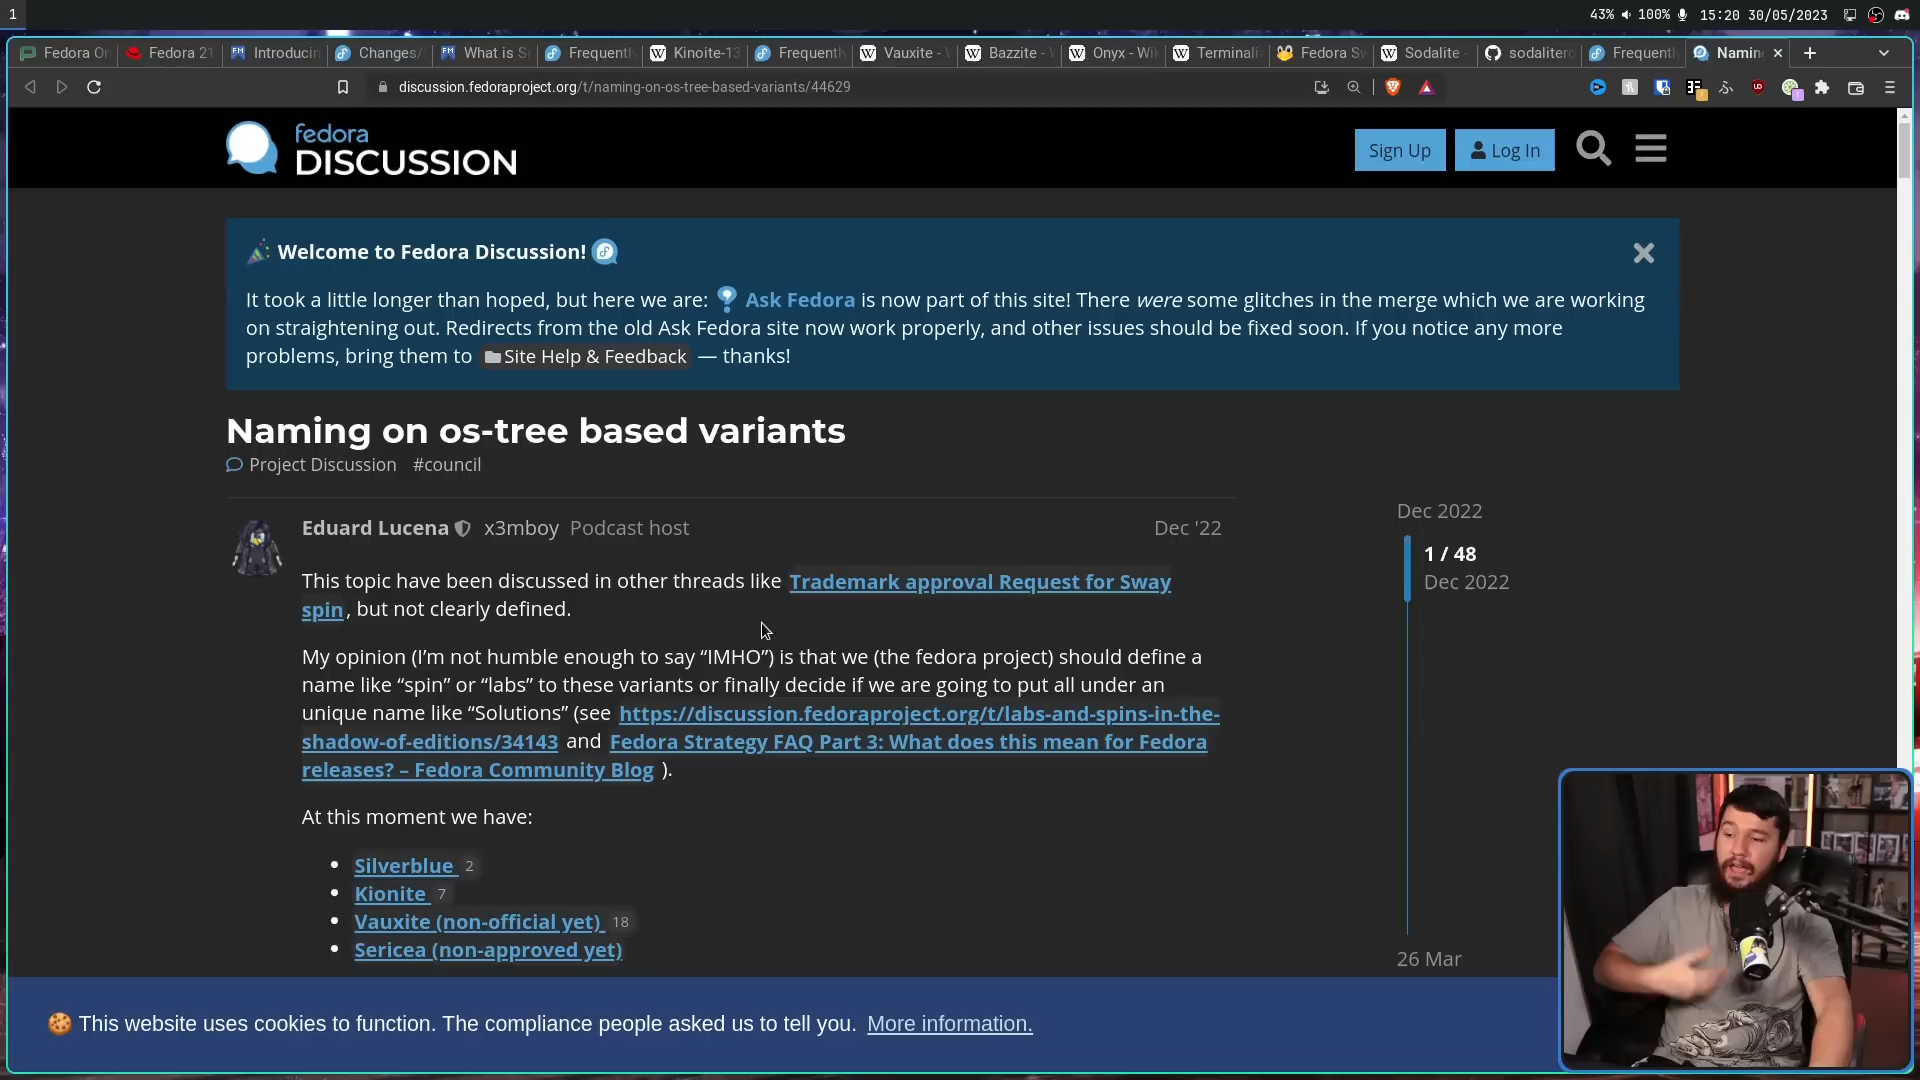 1
43% 100% 15:20 30/05/2023
Fedora On Fedora 21 Introducin Changes/ What is S Frequentl Kinoite-13 Frequentl Vauxite - Bazzite - Onyx - Wik Terminali Fedora Sw Sodalite - sodalitero Frequentl Namin
discussion.fedoraproject.org/t/naming-on-os-tree-based-variants/44629
fedora
DISCUSSION
Sign Up Log In
Welcome to Fedora Discussion!
It took a little longer than hoped, but here we are: Ask Fedora is now part of this site! There were some glitches in the merge which we are working
on straightening out. Redirects from the old Ask Fedora site now work properly, and other issues should be fixed soon. If you notice any more
problems, bring them to Site Help & Feedback — thanks!
Naming on os-tree based variants
Project Discussion #council
Eduard Lucena x3mboy Podcast host Dec '22
This topic have been discussed in other threads like Trademark approval Request for Sway
spin, but not clearly defined.
My opinion (I’m not humble enough to say “IMHO”) is that we (the fedora project) should define a
name like “spin” or “labs” to these variants or finally decide if we are going to put all under an
unique name like “Solutions” (see https://discussion.fedoraproject.org/t/labs-and-spins-in-the-
shadow-of-editions/34143 and Fedora Strategy FAQ Part 3: What does this mean for Fedora
releases? – Fedora Community Blog ).
At this moment we have:
Silverblue 2
Kionite 7
Vauxite (non-official yet) 18
Sericea (non-approved yet)
Dec 2022
1 / 48
Dec 2022
26 Mar
This website uses cookies to function. The compliance people asked us to tell you. More information.